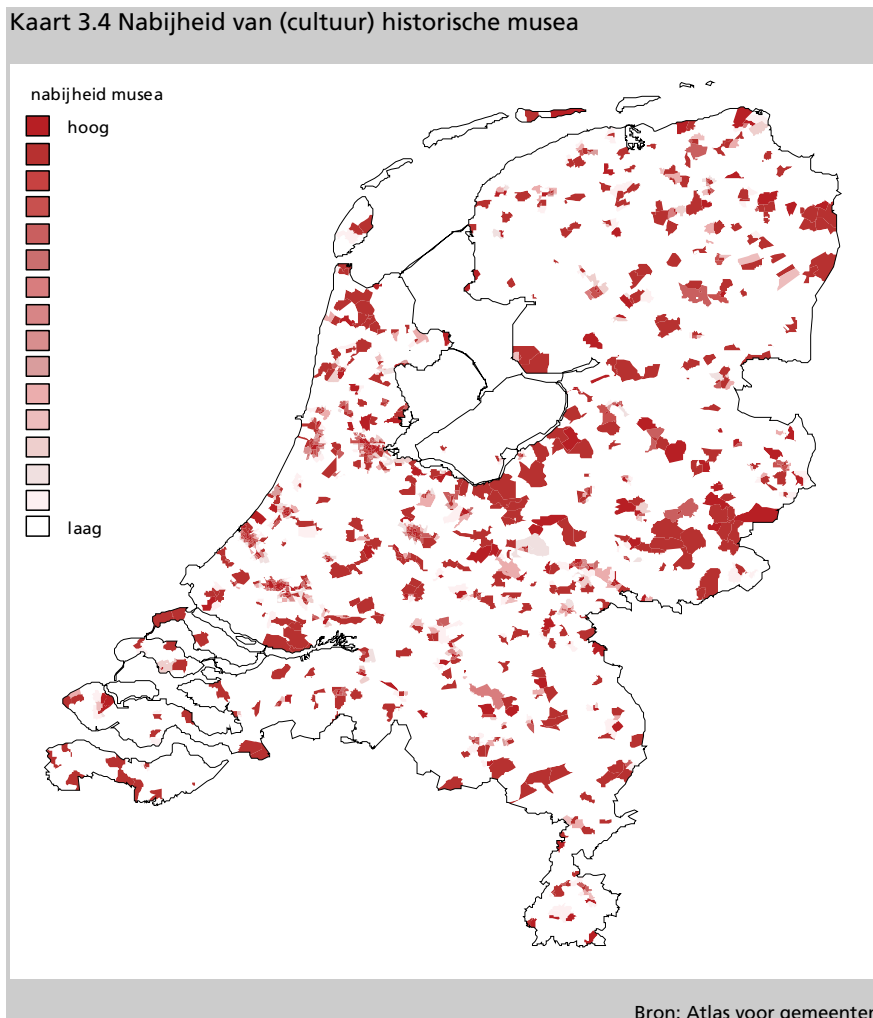 Kaart 3.4 Nabijheid van (cultuur) historische musea
nabijheid musea
hoog
laag
Bron: Atlas voor gemeenten